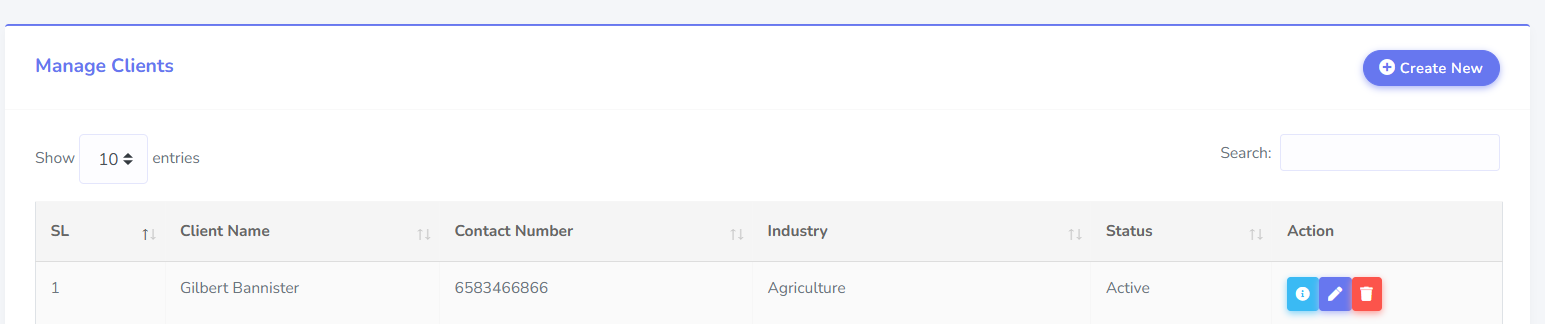 Manage Clients
Create New
Show 10 entries
Search:
SL Client Name Contact Number Industry Status Action
1 Gilbert Bannister 6583466866 Agriculture Active